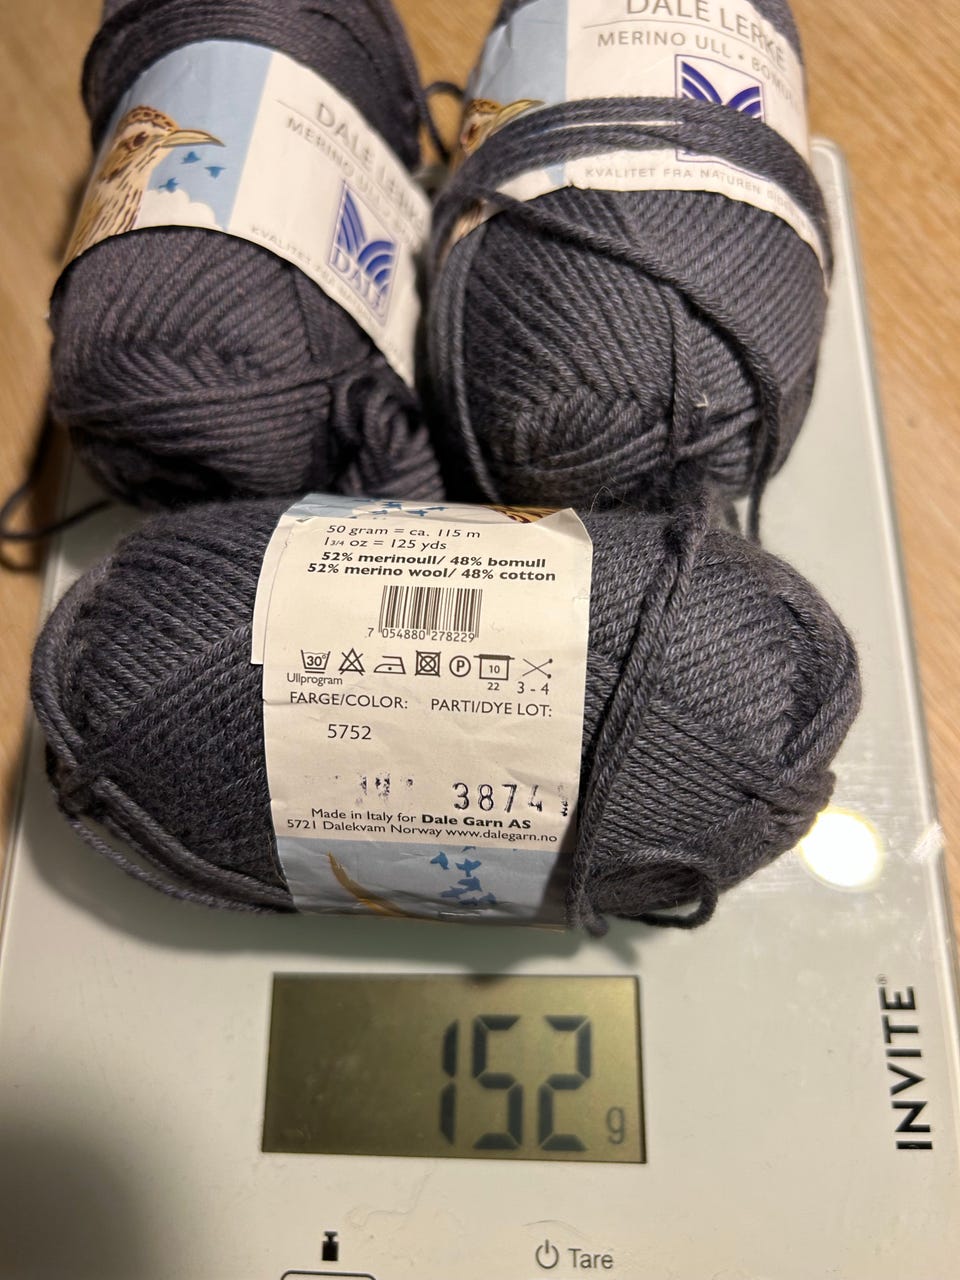 DALE LERKE
MERINO ULL
DALE
KVALITET FRA
DALE LERKE
MERINO ULL •
KVALITET FRA NATUREN
50 gram = ca. 115 m
1 3/4 oz = 125 yds
52% merinoull/ 48% bomull
52% merino wool/ 48% cotton
7 054880 278229
30°
P
10
Ullprogram
22
3 - 4
FARGE/COLOR:
PARTI/DYE LOT:
5752
3874
Made in Italy for Dale Garn AS
5721 Dalekvam Norway www.dalegarn.no
152 g
INVITE®
Tare